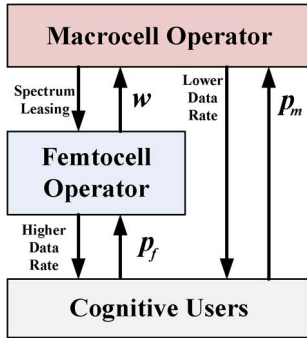 Macrocell Operator
Spectrum
Leasing
w
Lower
Data
Rate
p_m
Femtocell
Operator
Higher
Data
Rate
p_f
Cognitive Users